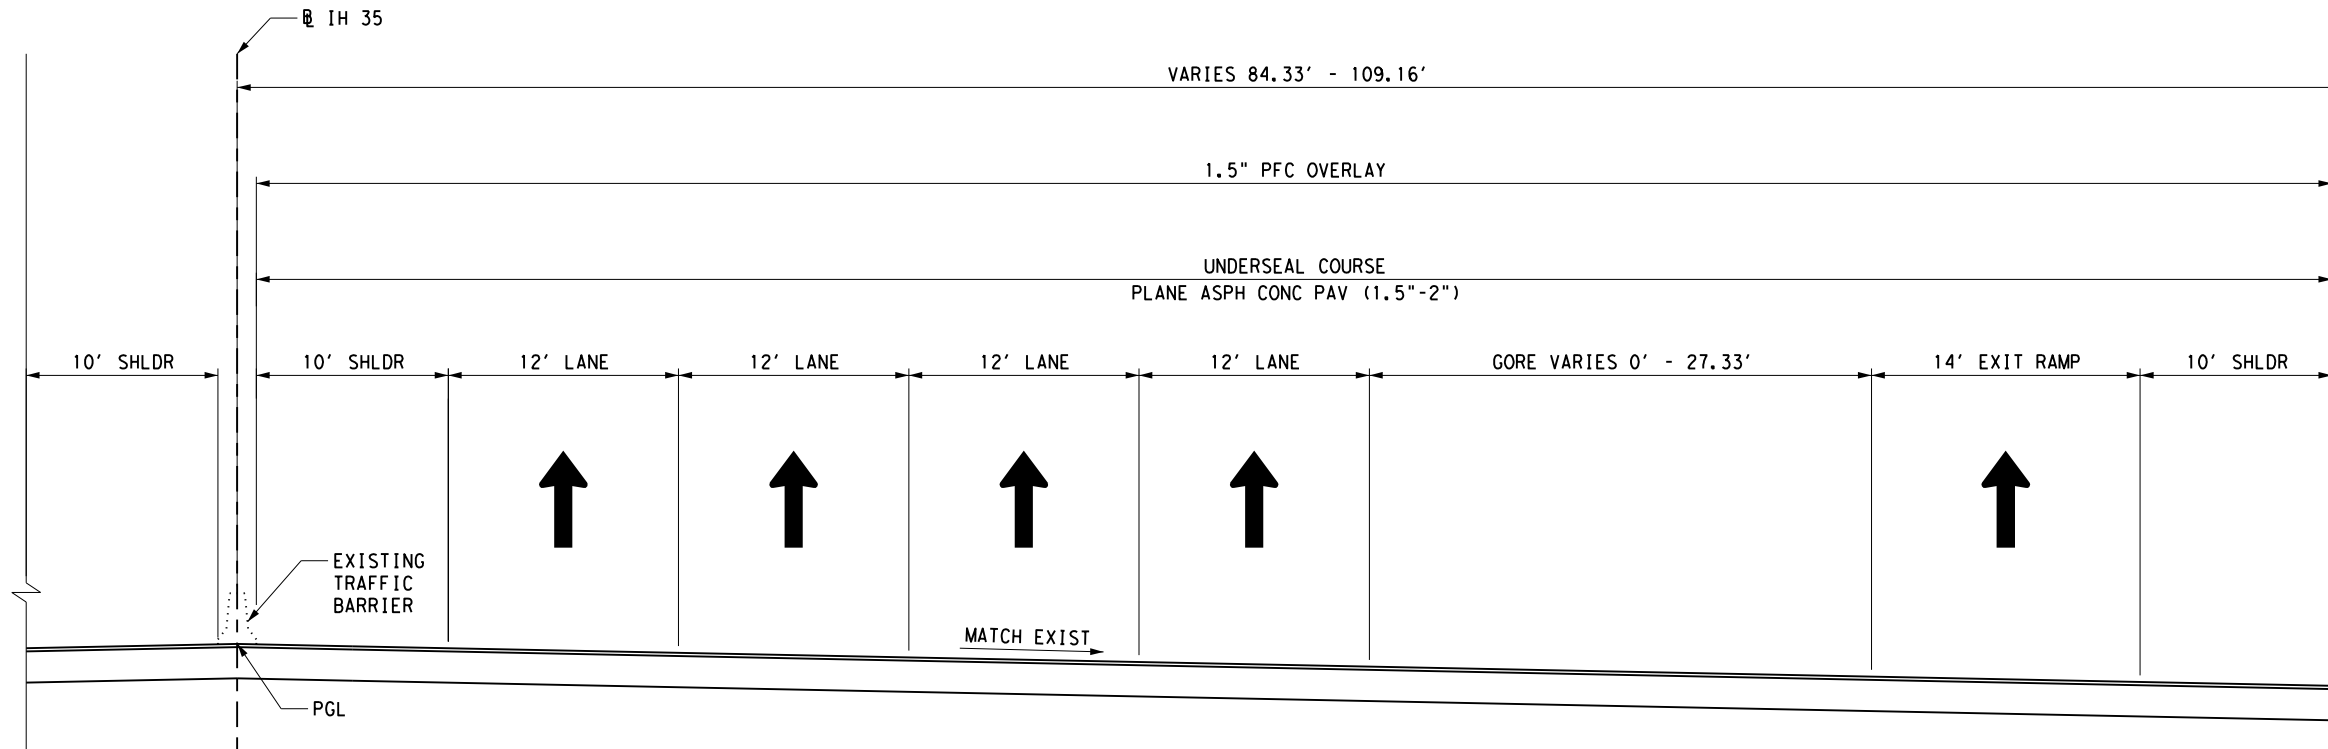 ℄ IH 35
VARIES 84.33' - 109.16'
1.5" PFC OVERLAY
UNDERSEAL COURSE
PLANE ASPH CONC PAV (1.5"-2")
10' SHLDR
10' SHLDR
12' LANE
12' LANE
12' LANE
12' LANE
GORE VARIES 0' - 27.33'
14' EXIT RAMP
10' SHLDR
EXISTING
TRAFFIC
BARRIER
MATCH EXIST
PGL